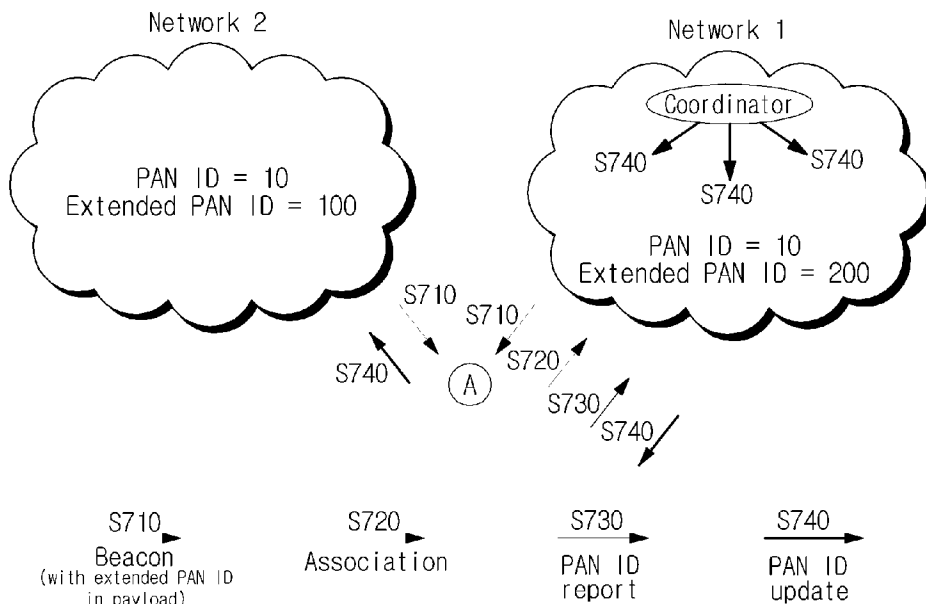 Network 2
Network 1
Coordinator
S740
S740
S740
PAN ID = 10
Extended PAN ID = 100
PAN ID = 10
Extended PAN ID = 200
S710
S710
S740
A
S720
S730
S740
S710
S720
S730
S740
Beacon
(with extended PAN ID
in payload)
Association
PAN ID
report
PAN ID
update